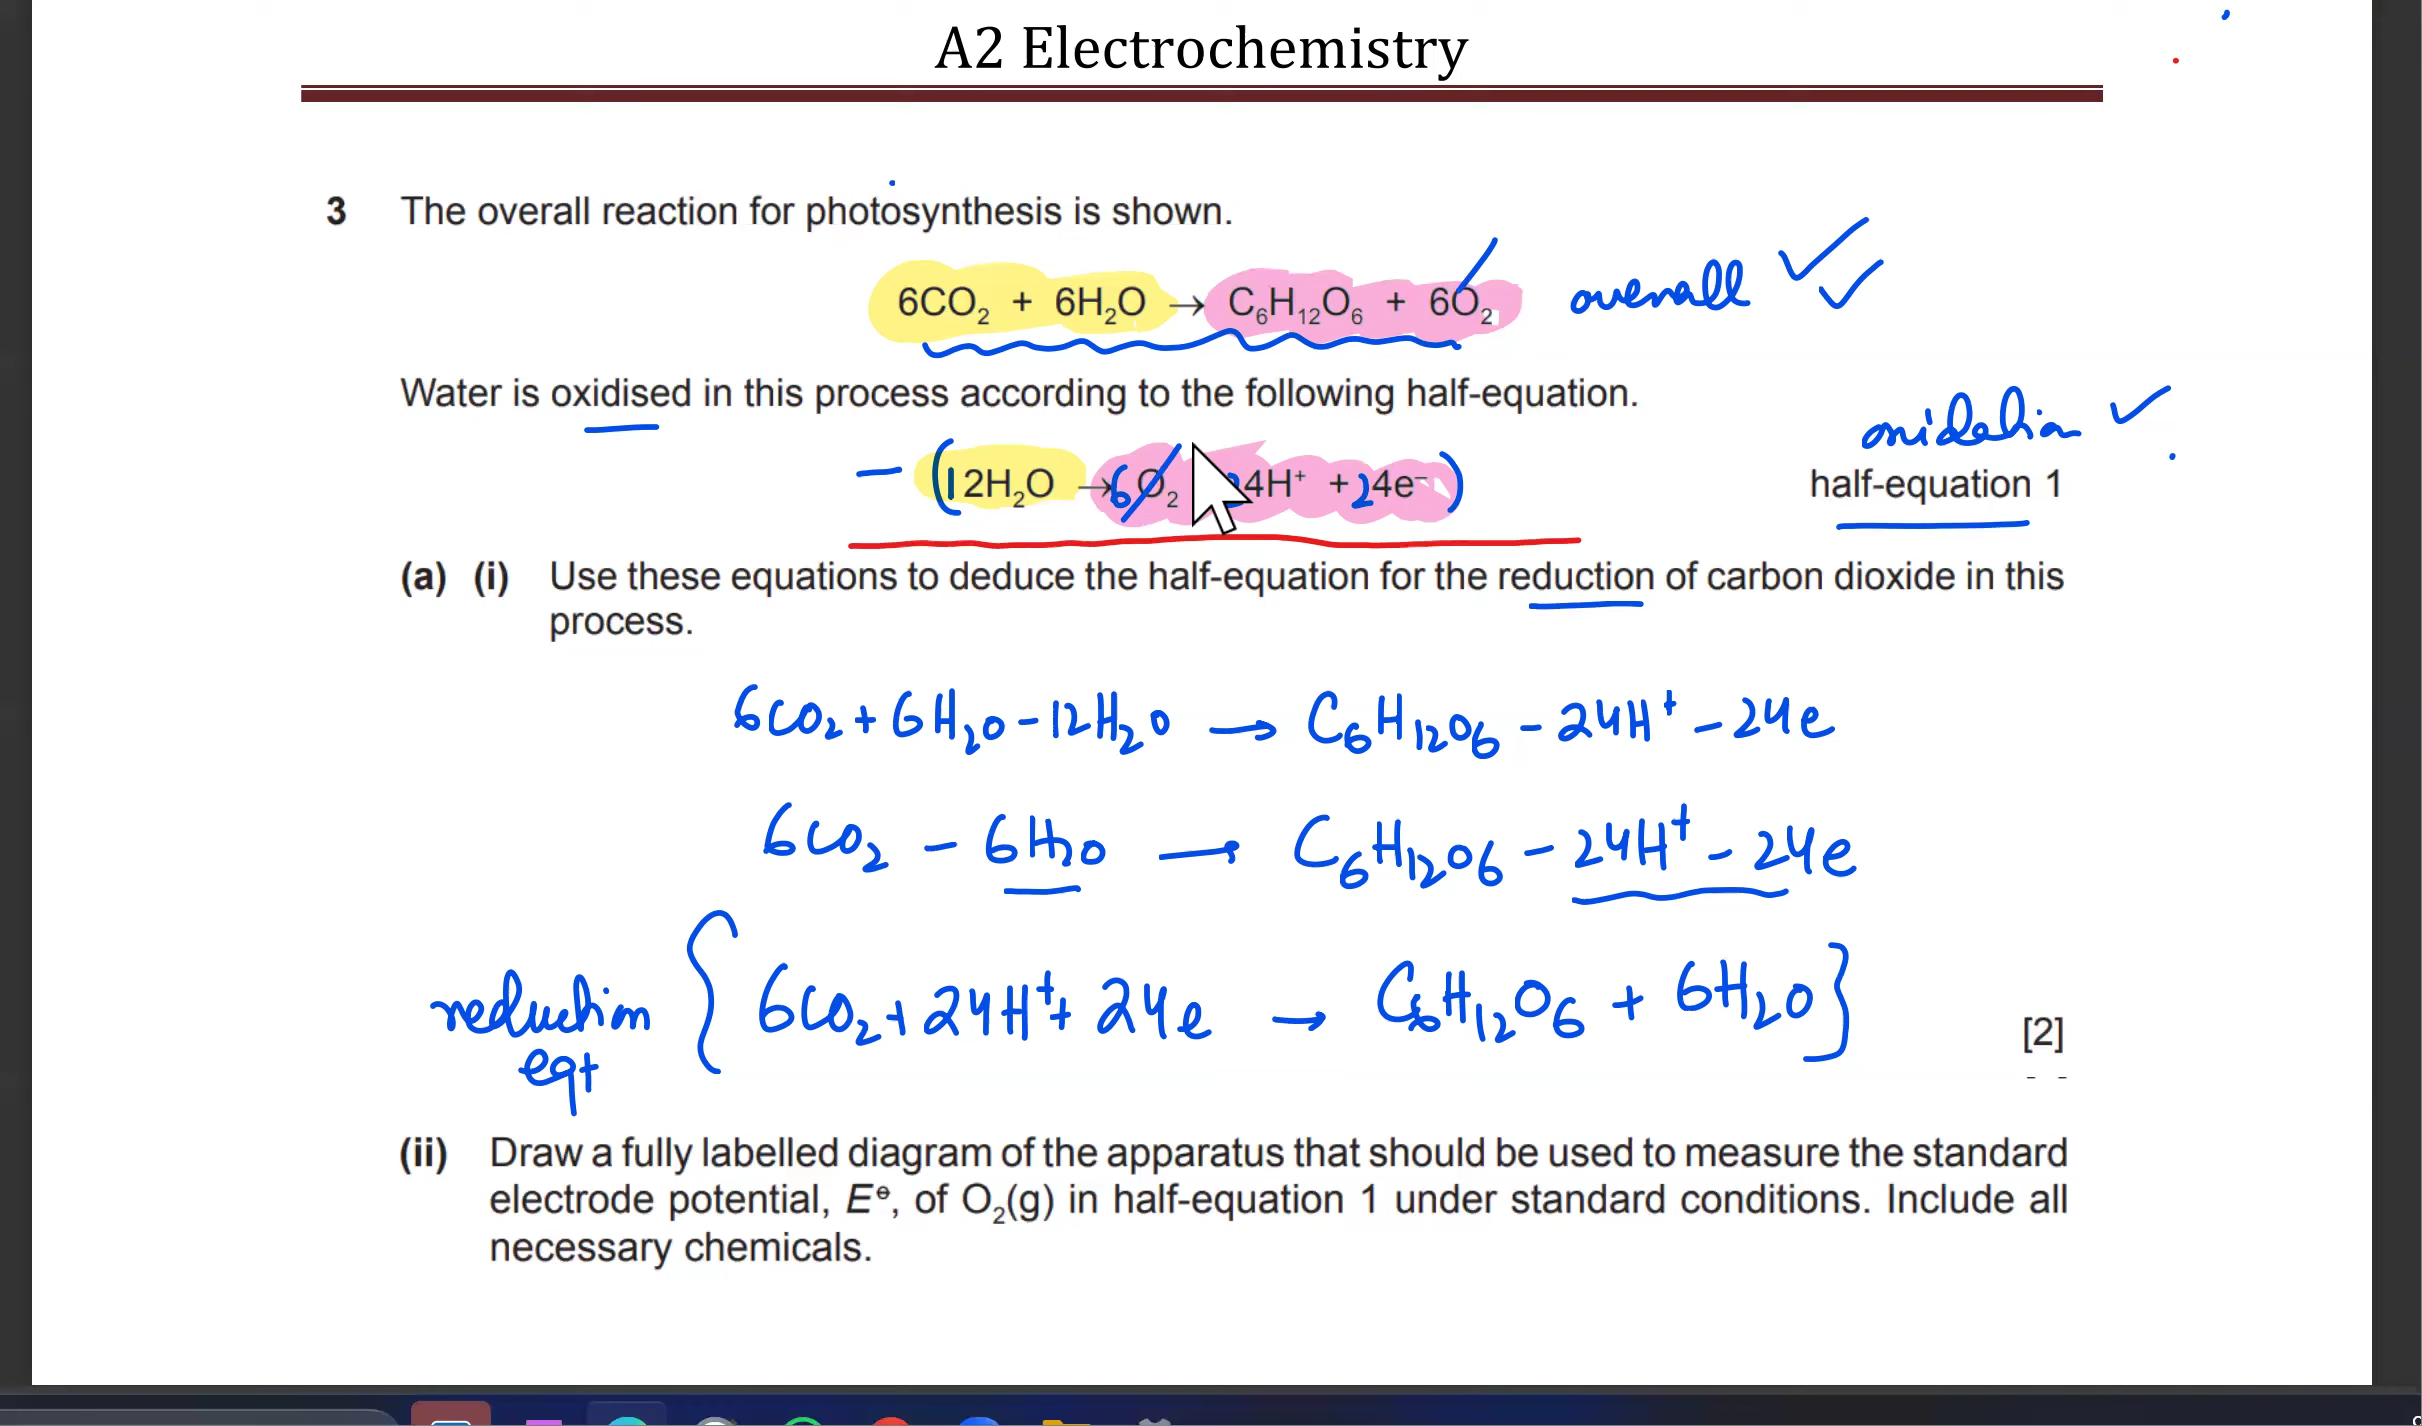 A2 Electrochemistry
3 The overall reaction for photosynthesis is shown.
6CO₂ + 6H₂O → C₆H₁₂O₆ + 6O₂ overall ✓✓
Water is oxidised in this process according to the following half-equation.
oxidation ✓
– (12H₂O → 6O₂ 24H⁺ + 24e⁻) half-equation 1
(a) (i) Use these equations to deduce the half-equation for the reduction of carbon dioxide in this
process.
6CO₂ + 6H₂O – 12H₂O → C₆H₁₂O₆ – 24H⁺ – 24e
6CO₂ – 6H₂O → C₆H₁₂O₆ – 24H⁺ – 24e
reduction eqt { 6CO₂ + 24H⁺ + 24e → C₆H₁₂O₆ + 6H₂O }
[2]
(ii) Draw a fully labelled diagram of the apparatus that should be used to measure the standard
electrode potential, E⦵, of O₂(g) in half-equation 1 under standard conditions. Include all
necessary chemicals.